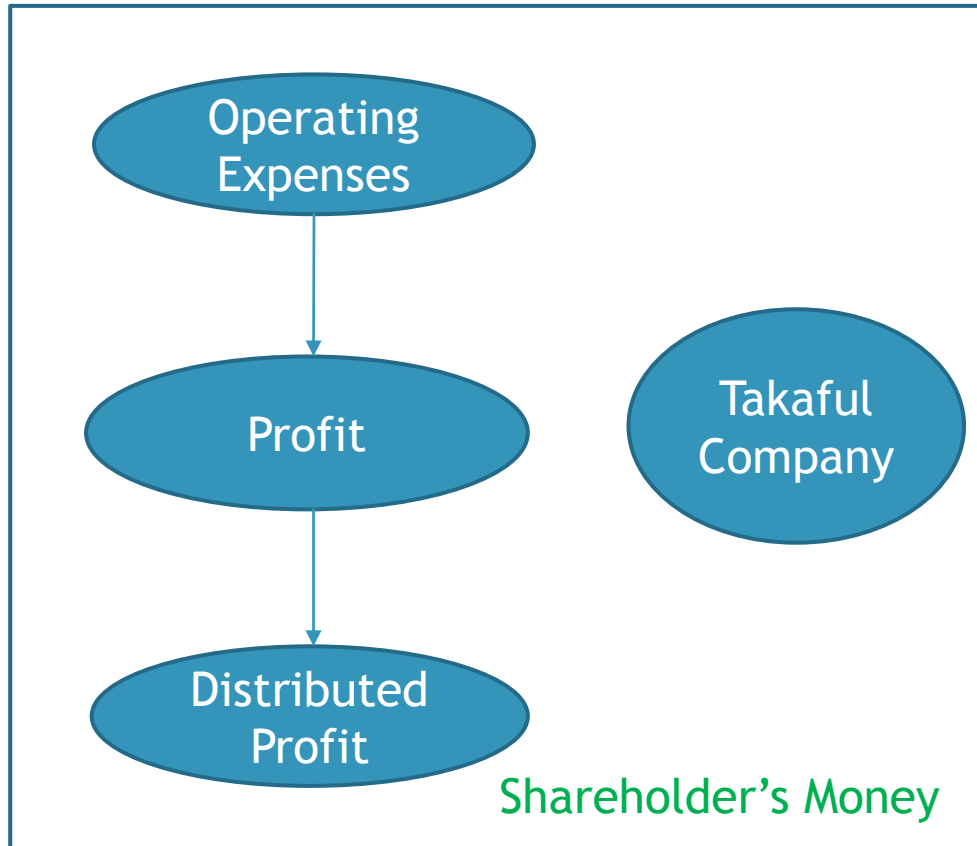 Operating
Expenses
Profit
Takaful
Company
Distributed
Profit
Shareholder’s Money